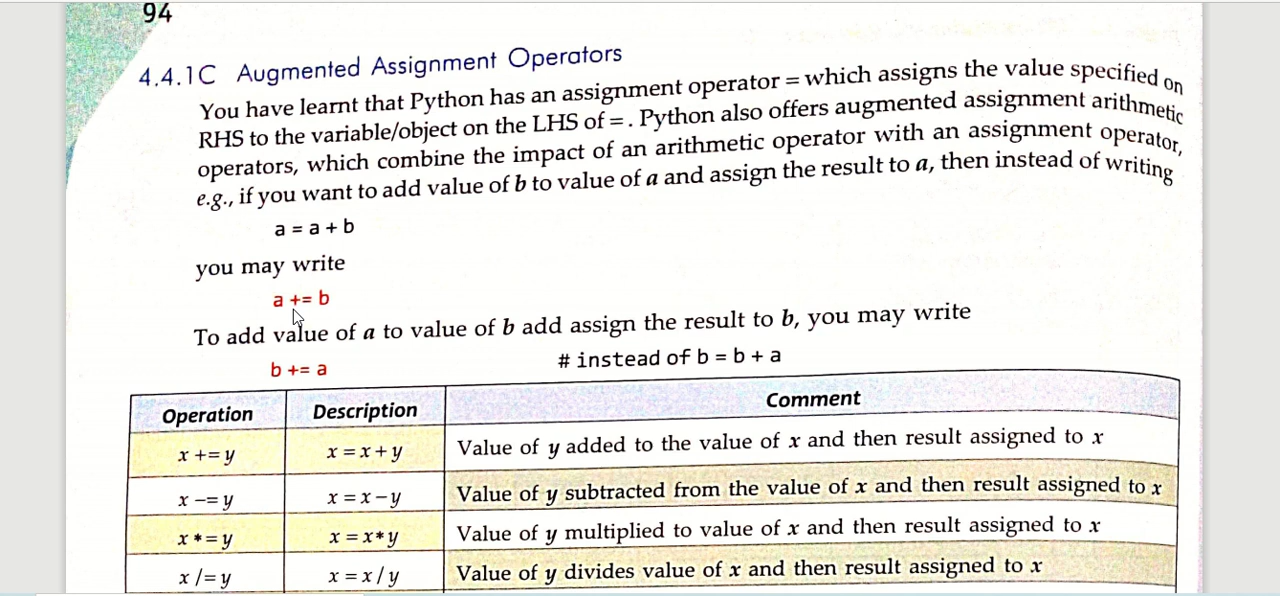 94
4.4.1C Augmented Assignment Operators
You have learnt that Python has an assignment operator = which assigns the value specified on
RHS to the variable/object on the LHS of = . Python also offers augmented assignment arithmetic
operators, which combine the impact of an arithmetic operator with an assignment operator,
e.g., if you want to add value of b to value of a and assign the result to a, then instead of writing
a = a + b
you may write
a += b
To add value of a to value of b add assign the result to b, you may write
b += a # instead of b = b + a
Operation Description Comment
x += y x = x + y Value of y added to the value of x and then result assigned to x
x -= y x = x - y Value of y subtracted from the value of x and then result assigned to x
x *= y x = x * y Value of y multiplied to value of x and then result assigned to x
x /= y x = x / y Value of y divides value of x and then result assigned to x